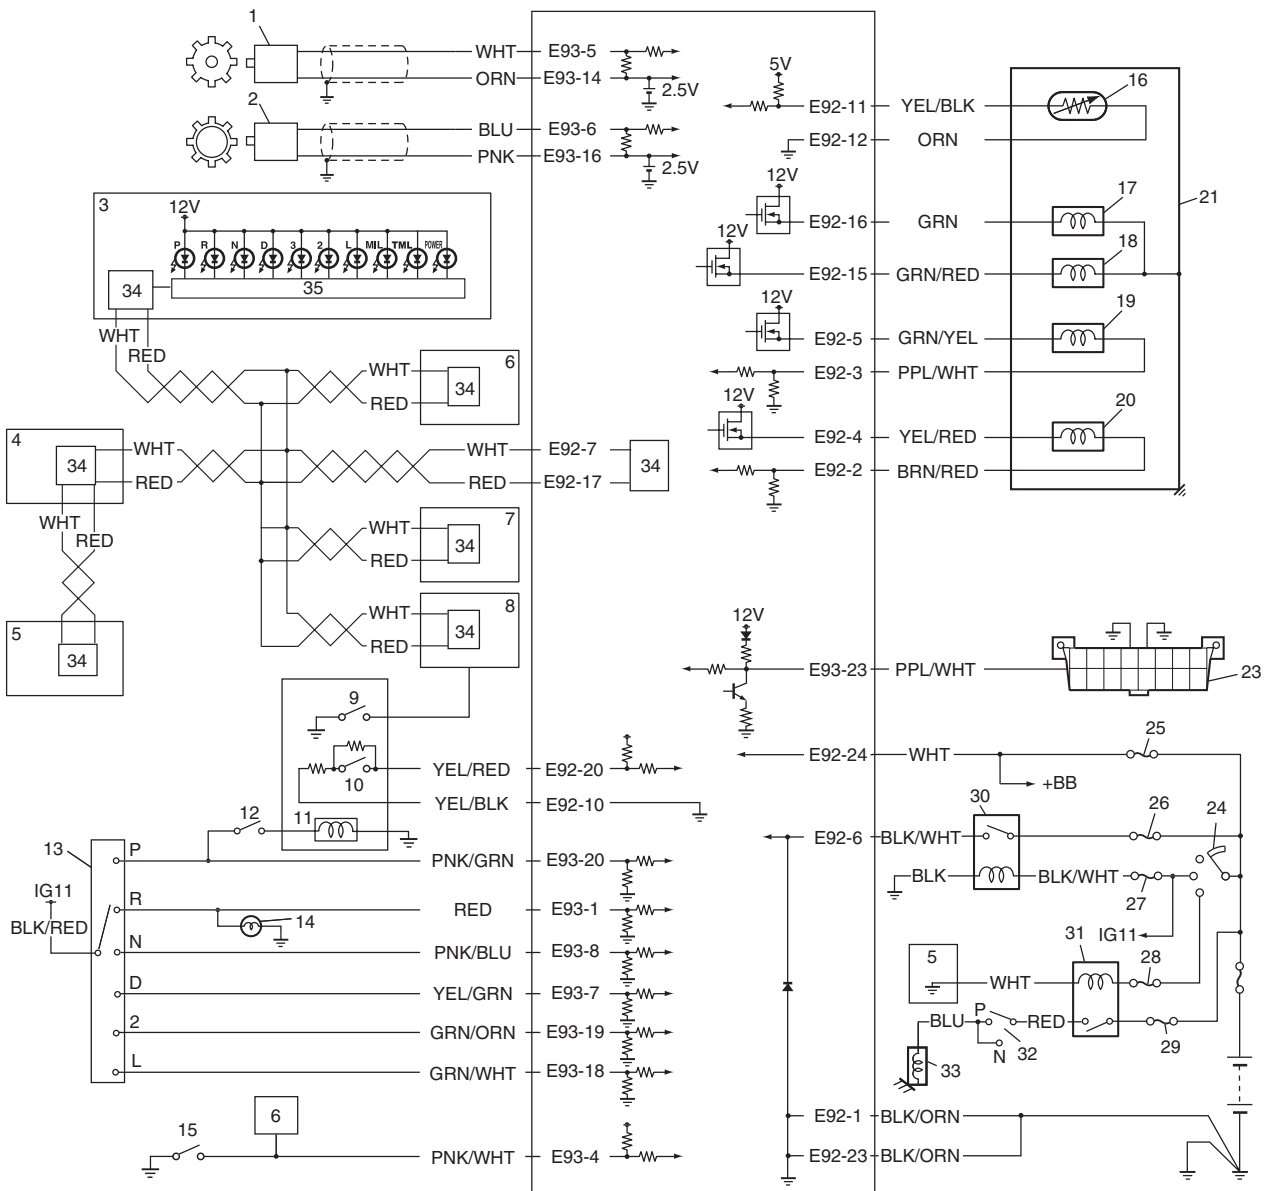 1
WHT E93-5
ORN E93-14
2.5V
2
BLU E93-6
PNK E93-16
2.5V
3
12V
P R N D 3 2 L MIL TML POWER
34
35
WHT
RED
WHT
RED
34
6
4
34
WHT
RED
WHT E92-7
RED E92-17
34
WHT
RED
WHT
RED
34
7
5
34
WHT
RED
34
8
9
10
YEL/RED E92-20
YEL/BLK E92-10
12
11
13
P
PNK/GRN E93-20
IG11
BLK/RED
R
RED E93-1
14
N
PNK/BLU E93-8
D
YEL/GRN E93-7
2
GRN/ORN E93-19
L
GRN/WHT E93-18
6
15
PNK/WHT E93-4
5V
E92-11 YEL/BLK
16
E92-12 ORN
12V
E92-16 GRN
17
21
12V
E92-15 GRN/RED
18
12V
E92-5 GRN/YEL
19
E92-3 PPL/WHT
12V
E92-4 YEL/RED
20
E92-2 BRN/RED
12V
E93-23 PPL/WHT
23
E92-24 WHT
25
+BB
30
26
24
E92-6 BLK/WHT
BLK
BLK/WHT
27
IG11
31
5
WHT
28
BLU
P
RED
N
32
29
33
E92-1 BLK/ORN
E92-23 BLK/ORN